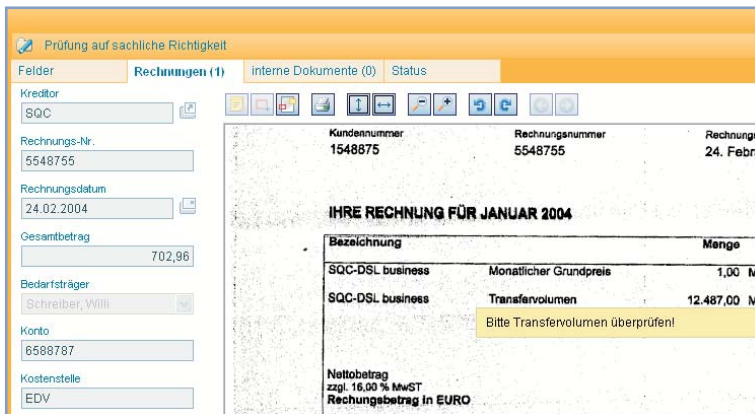 Prüfung auf sachliche Richtigkeit
Felder Rechnungen (1) interne Dokumente (0) Status
Kreditor
SQC
Rechnungs-Nr.
5548755
Rechnungsdatum
24.02.2004
Gesamtbetrag
702,96
Bedarfsträger
Schreiber, Willi
Konto
6588787
Kostenstelle
EDV
Kundennummer Rechnungsnummer
1548875 5548755 24. Febr
IHRE RECHNUNG FÜR JANUAR 2004
Bezeichnung Menge
SQC-DSL business Monatlicher Grundpreis 1,00 M
SQC-DSL business Transfervolumen 12.487,00 M
Bitte Transfervolumen überprüfen!
Nettobetrag
zzgl. 16,00 % MwST
Rechungsbetrag in EURO